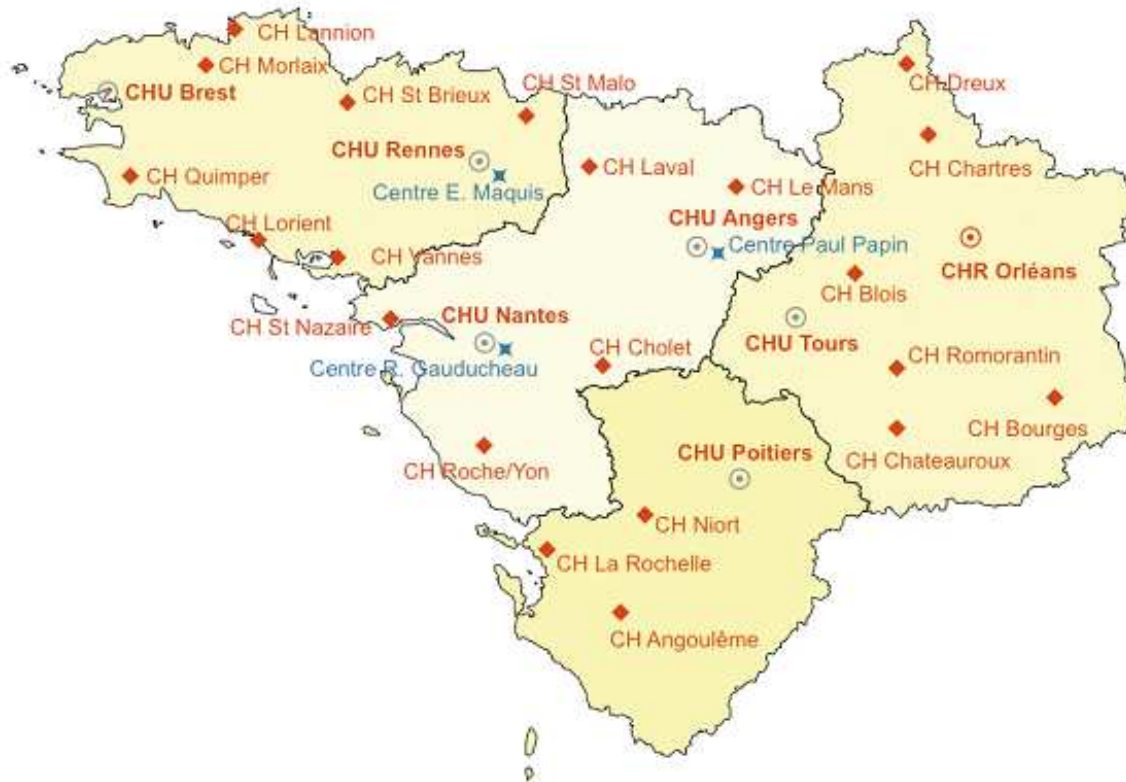 CH Lannion
CH Morlaix
CHU Brest
CH St Brieux
CH St Malo
CH Dreux
CHU Rennes
Centre E. Maquis
CH Quimper
CH Laval
CH Le Mans
CH Chartres
CH Lorient
CH Vannes
CHU Angers
Centre Paul Papin
CHR Orléans
CH Blois
CH St Nazaire
CHU Nantes
Centre R. Gauducheau
CH Cholet
CHU Tours
CH Romorantin
CH Bourges
CH Chateauroux
CH Roche/Yon
CHU Poitiers
CH Niort
CH La Rochelle
CH Angoulême